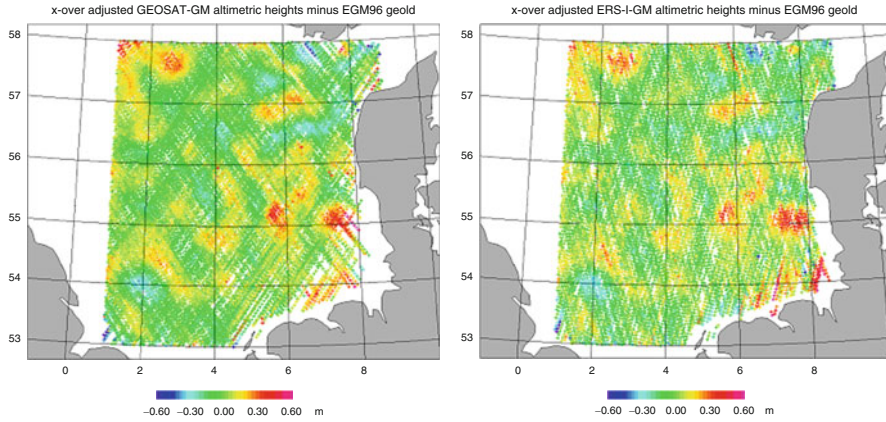 x-over adjusted GEOSAT-GM altimetric heights minus EGM96 geold
58
57
56
55
54
53
0 2 4 6 8
−0.60 −0.30 0.00 0.30 0.60 m
x-over adjusted ERS-I-GM altimetric heights minus EGM96 geold
58
57
56
55
54
53
0 2 4 6 8
−0.60 −0.30 0.00 0.30 0.60 m